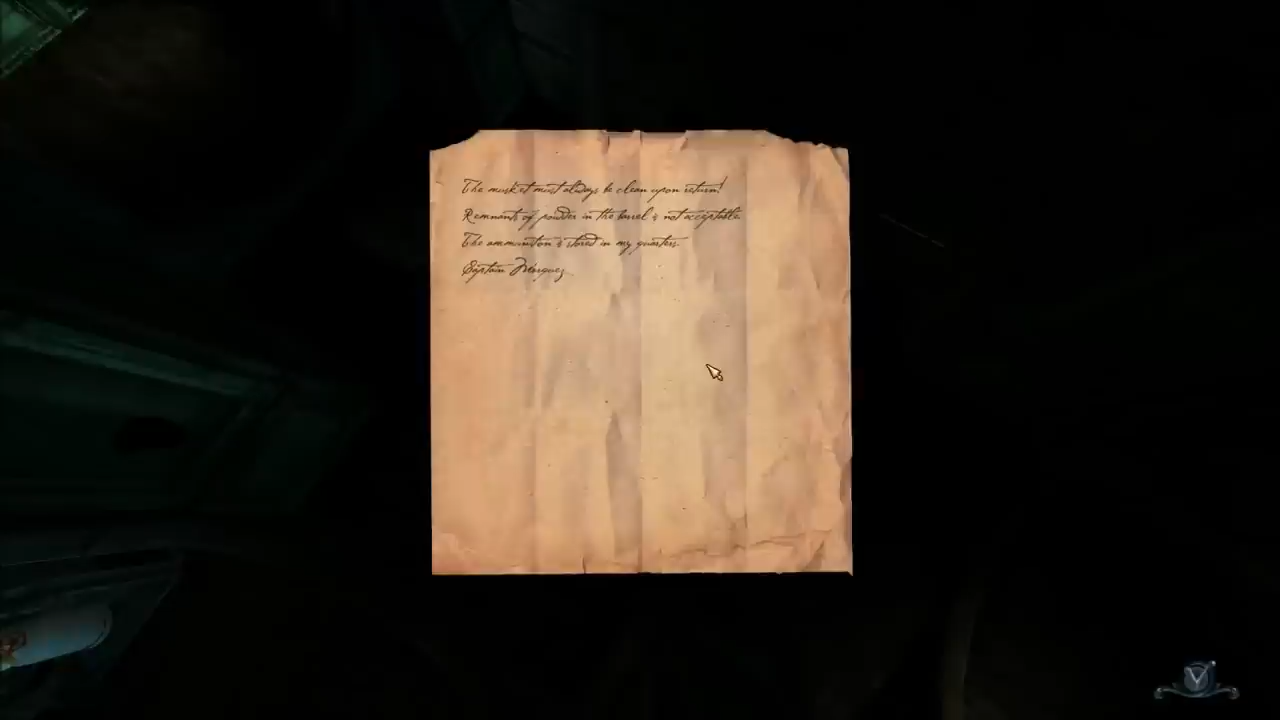 The musket must always be clean upon return!
Remnants of powder in the barrel is not acceptable.
The ammunition is stored in my quarters.
Captain Marquez